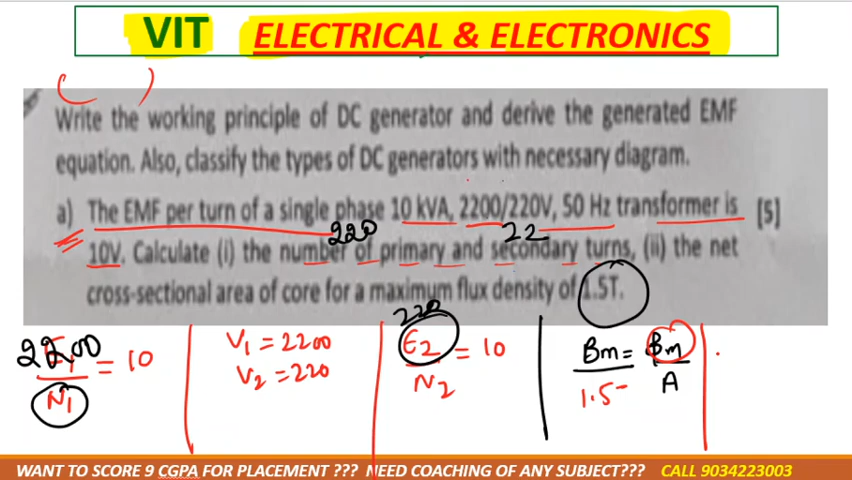 VIT ELECTRICAL & ELECTRONICS
( )
Write the working principle of DC generator and derive the generated EMF
equation. Also, classify the types of DC generators with necessary diagram.
a) The EMF per turn of a single phase 10 kVA, 2200/220V, 50 Hz transformer is [5]
220 22
10V. Calculate (i) the number of primary and secondary turns, (ii) the net
cross-sectional area of core for a maximum flux density of 1.5T.
2200 = 10
N1
V1 = 2200
V2 = 220
220
E2 = 10
N2
Bm = m
1.5 A
WANT TO SCORE 9 CGPA FOR PLACEMENT ??? NEED COACHING OF ANY SUBJECT??? CALL 9034223003